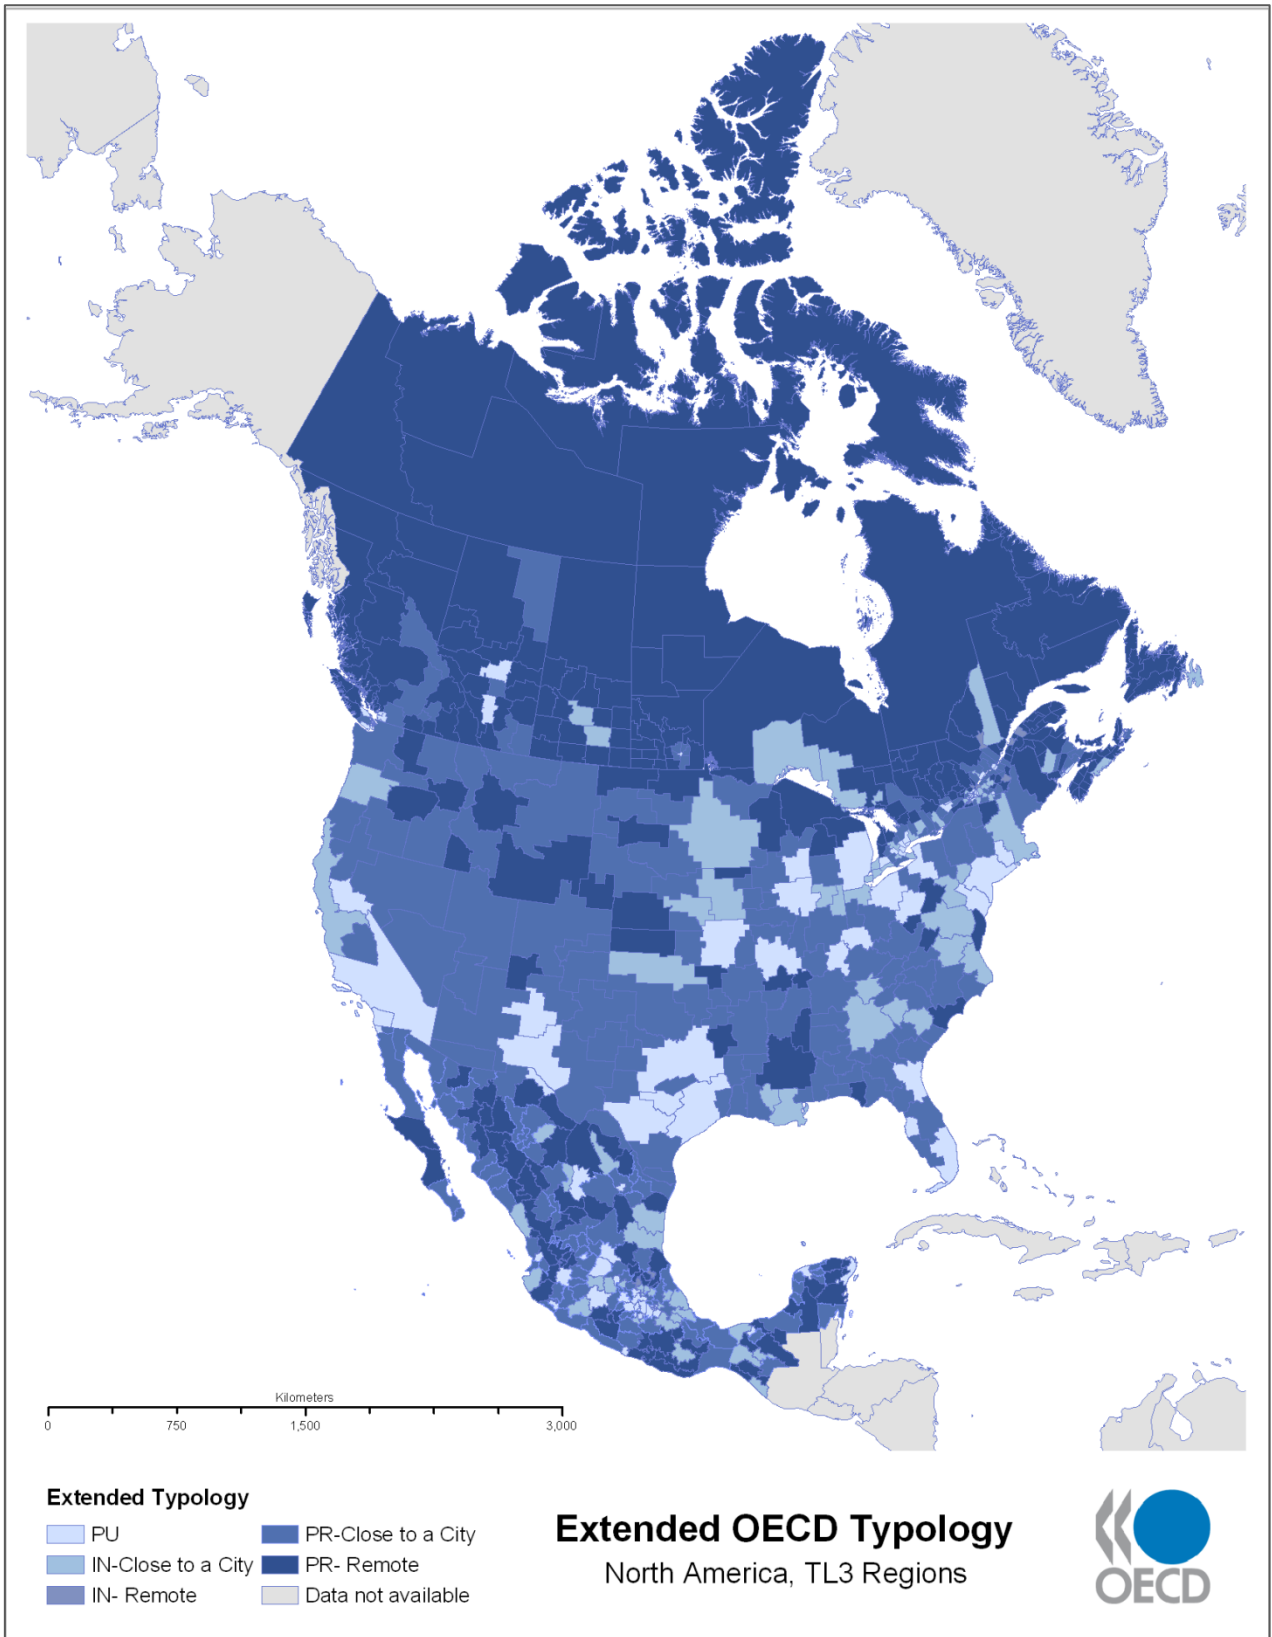 Kilometers
0 750 1,500 3,000
Extended Typology
PU
IN-Close to a City
IN- Remote
PR-Close to a City
PR- Remote
Data not available
Extended OECD Typology
North America, TL3 Regions
OECD